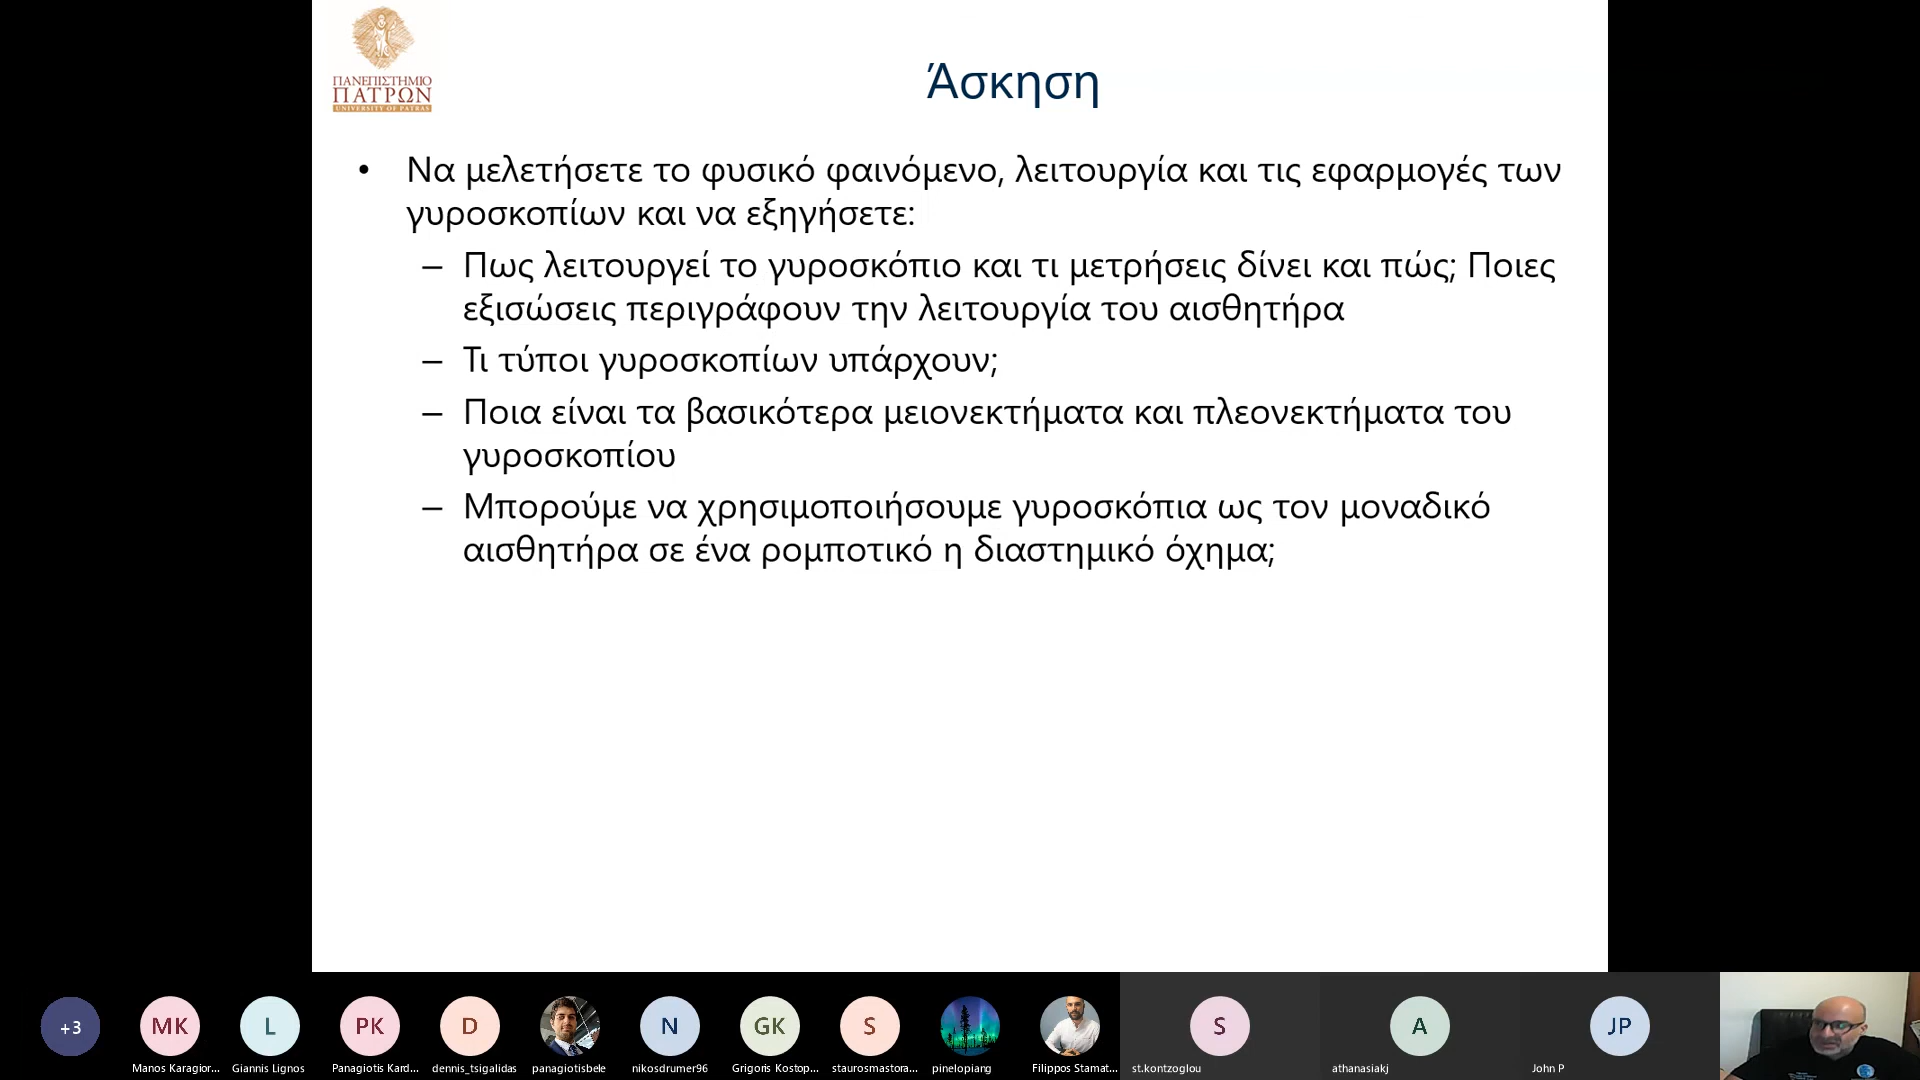 ΠΑΝΕΠΙΣΤΗΜΙΟ
ΠΑΤΡΩΝ
UNIVERSITY OF PATRAS
Άσκηση
• Να μελετήσετε το φυσικό φαινόμενο, λειτουργία και τις εφαρμογές των
γυροσκοπίων και να εξηγήσετε:
– Πως λειτουργεί το γυροσκόπιο και τι μετρήσεις δίνει και πώς; Ποιες
εξισώσεις περιγράφουν την λειτουργία του αισθητήρα
– Τι τύποι γυροσκοπίων υπάρχουν;
– Ποια είναι τα βασικότερα μειονεκτήματα και πλεονεκτήματα του
γυροσκοπίου
– Μπορούμε να χρησιμοποιήσουμε γυροσκόπια ως τον μοναδικό
αισθητήρα σε ένα ρομποτικό η διαστημικό όχημα;
+3 MK L PK D N GK S S A JP
Manos Karagior... Giannis Lignos Panagiotis Kard... dennis_tsigalidas panagiotisbele nikosdrumer96 Grigoris Kostop... staurosmastora... pinelopiang Filippos Stamat... st.kontzoglou athanasiakj John P